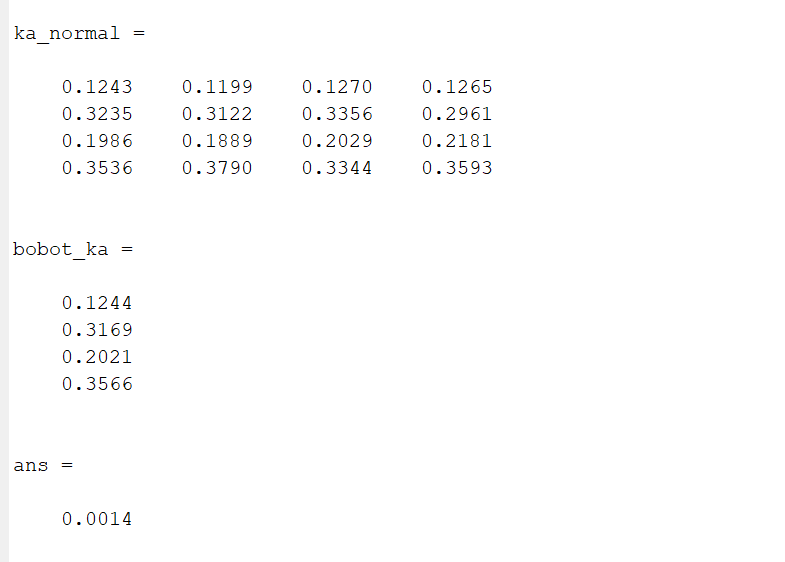 ka_normal =
0.1243 0.1199 0.1270 0.1265
0.3235 0.3122 0.3356 0.2961
0.1986 0.1889 0.2029 0.2181
0.3536 0.3790 0.3344 0.3593
bobot_ka =
0.1244
0.3169
0.2021
0.3566
ans =
0.0014